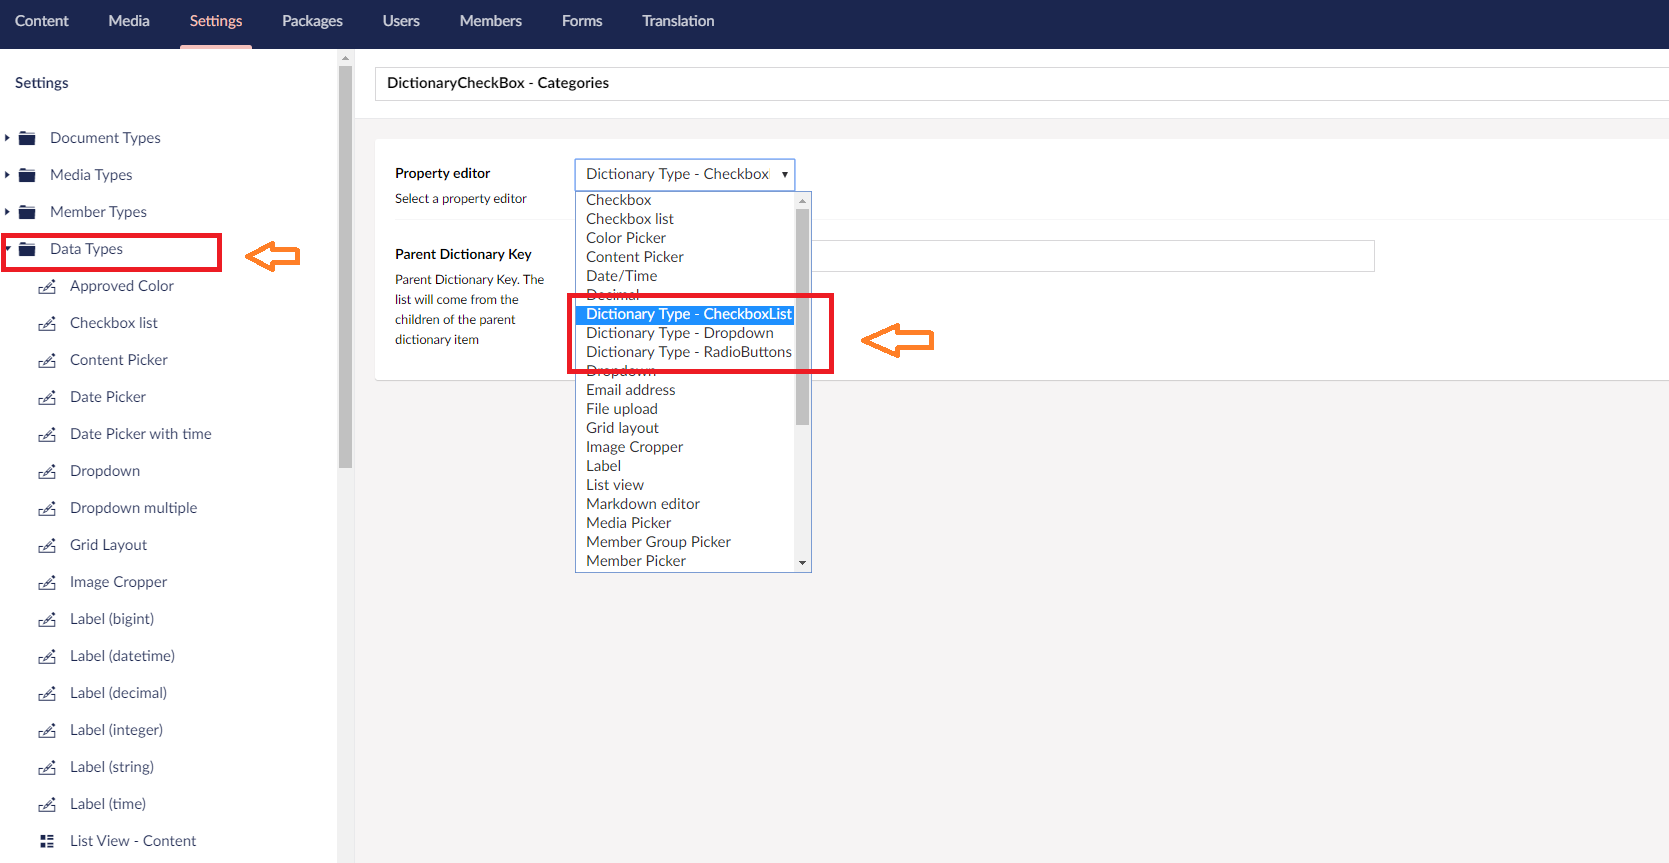 Content Media Settings Packages Users Members Forms Translation
Settings
Document Types
Media Types
Member Types
Data Types
Approved Color
Checkbox list
Content Picker
Date Picker
Date Picker with time
Dropdown
Dropdown multiple
Grid Layout
Image Cropper
Label (bigint)
Label (datetime)
Label (decimal)
Label (integer)
Label (string)
Label (time)
List View - Content
DictionaryCheckBox - Categories
Property editor
Select a property editor
Dictionary Type - Checkbox
Checkbox
Checkbox list
Color Picker
Content Picker
Date/Time
Decimal
Dictionary Type - CheckboxList
Dictionary Type - Dropdown
Dictionary Type - RadioButtons
Dropdown
Email address
File upload
Grid layout
Image Cropper
Label
List view
Markdown editor
Media Picker
Member Group Picker
Member Picker
Parent Dictionary Key
Parent Dictionary Key. The
list will come from the
children of the parent
dictionary item